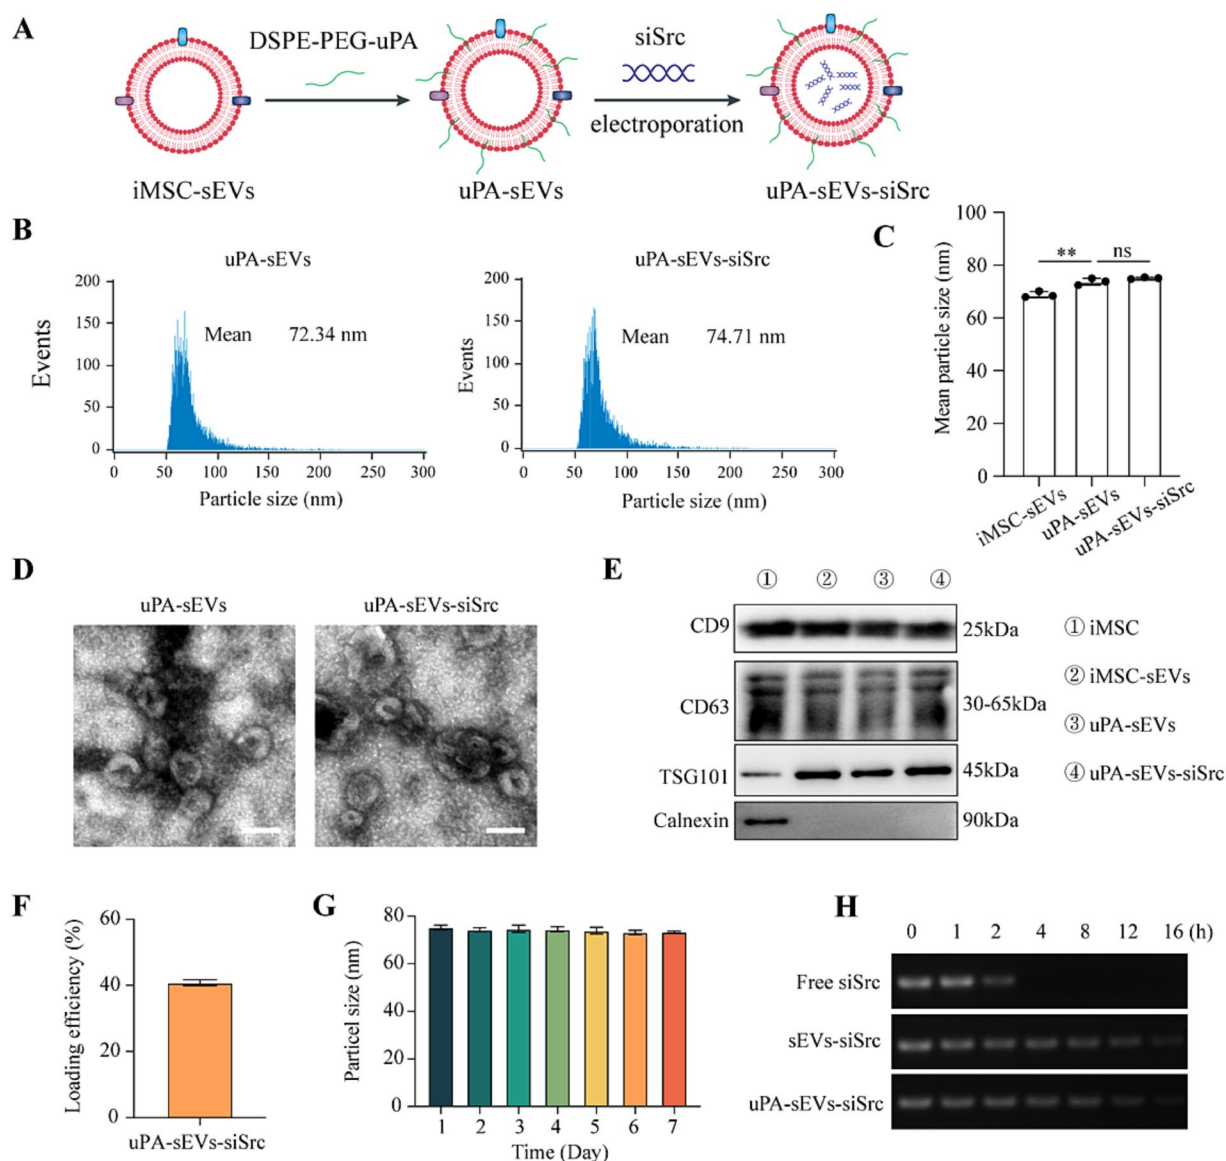 A
DSPE-PEG-uPA
siSrc
electroporation
iMSC-sEVs
uPA-sEVs
uPA-sEVs-siSrc
B
uPA-sEVs
Events
200
150
100
50
0
Mean 72.34 nm
0 50 100 150 200 250 300
Particle size (nm)
uPA-sEVs-siSrc
Events
200
150
100
50
0
Mean 74.71 nm
0 50 100 150 200 250 300
Particle size (nm)
C
Mean particle size (nm)
100
80
60
40
20
0
** ns
iMSC-sEVs
uPA-sEVs
uPA-sEVs-siSrc
D
uPA-sEVs
uPA-sEVs-siSrc
E
① ② ③ ④
CD9 25kDa
CD63 30-65kDa
TSG101 45kDa
Calnexin 90kDa
① iMSC
② iMSC-sEVs
③ uPA-sEVs
④ uPA-sEVs-siSrc
F
Loading efficiency (%)
60
40
20
0
uPA-sEVs-siSrc
G
Particel size (nm)
80
60
40
20
0
1 2 3 4 5 6 7
Time (Day)
H
0 1 2 4 8 12 16 (h)
Free siSrc
sEVs-siSrc
uPA-sEVs-siSrc